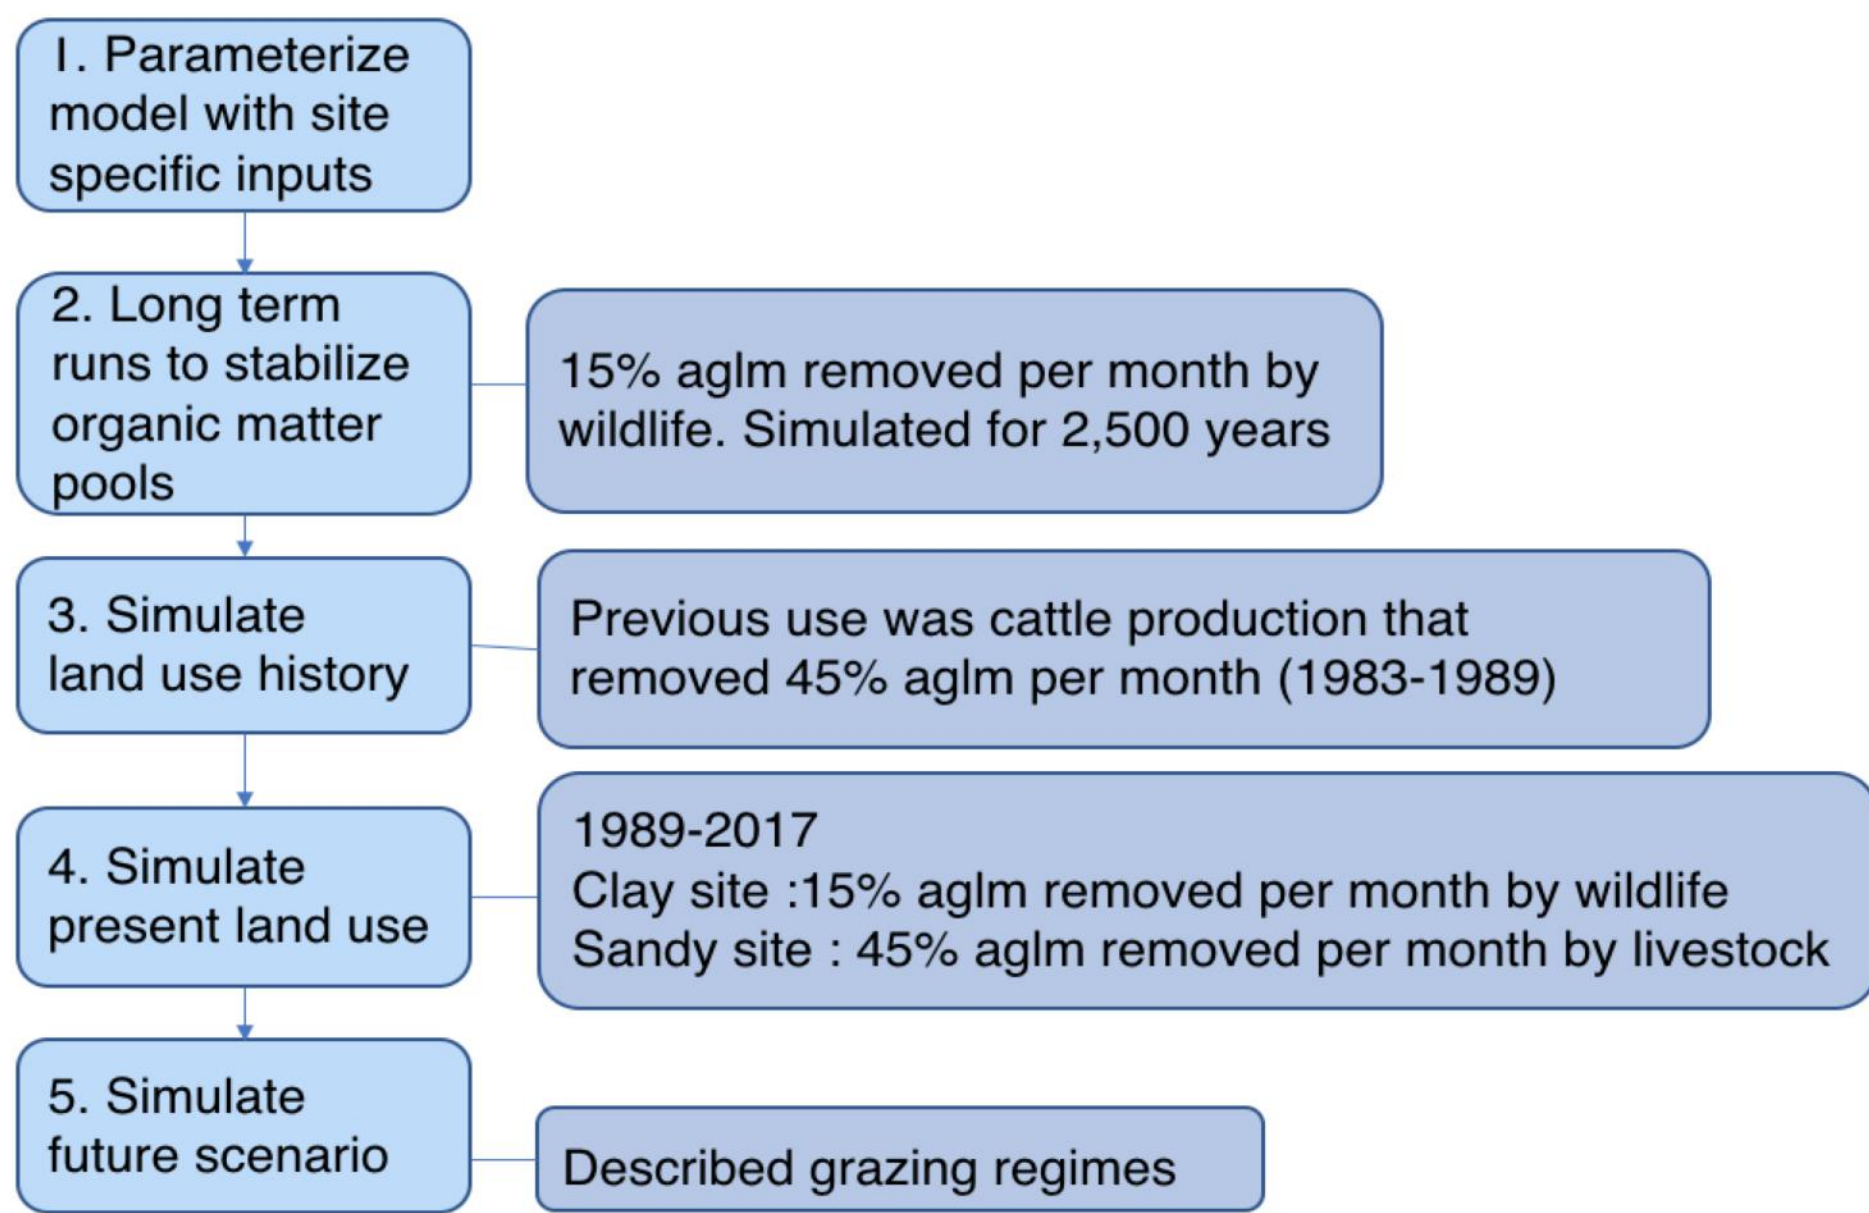 1. Parameterize
model with site
specific inputs
2. Long term
runs to stabilize
organic matter
pools
15% aglm removed per month by
wildlife. Simulated for 2,500 years
3. Simulate
land use history
Previous use was cattle production that
removed 45% aglm per month (1983-1989)
4. Simulate
present land use
1989-2017
Clay site :15% aglm removed per month by wildlife
Sandy site : 45% aglm removed per month by livestock
5. Simulate
future scenario
Described grazing regimes